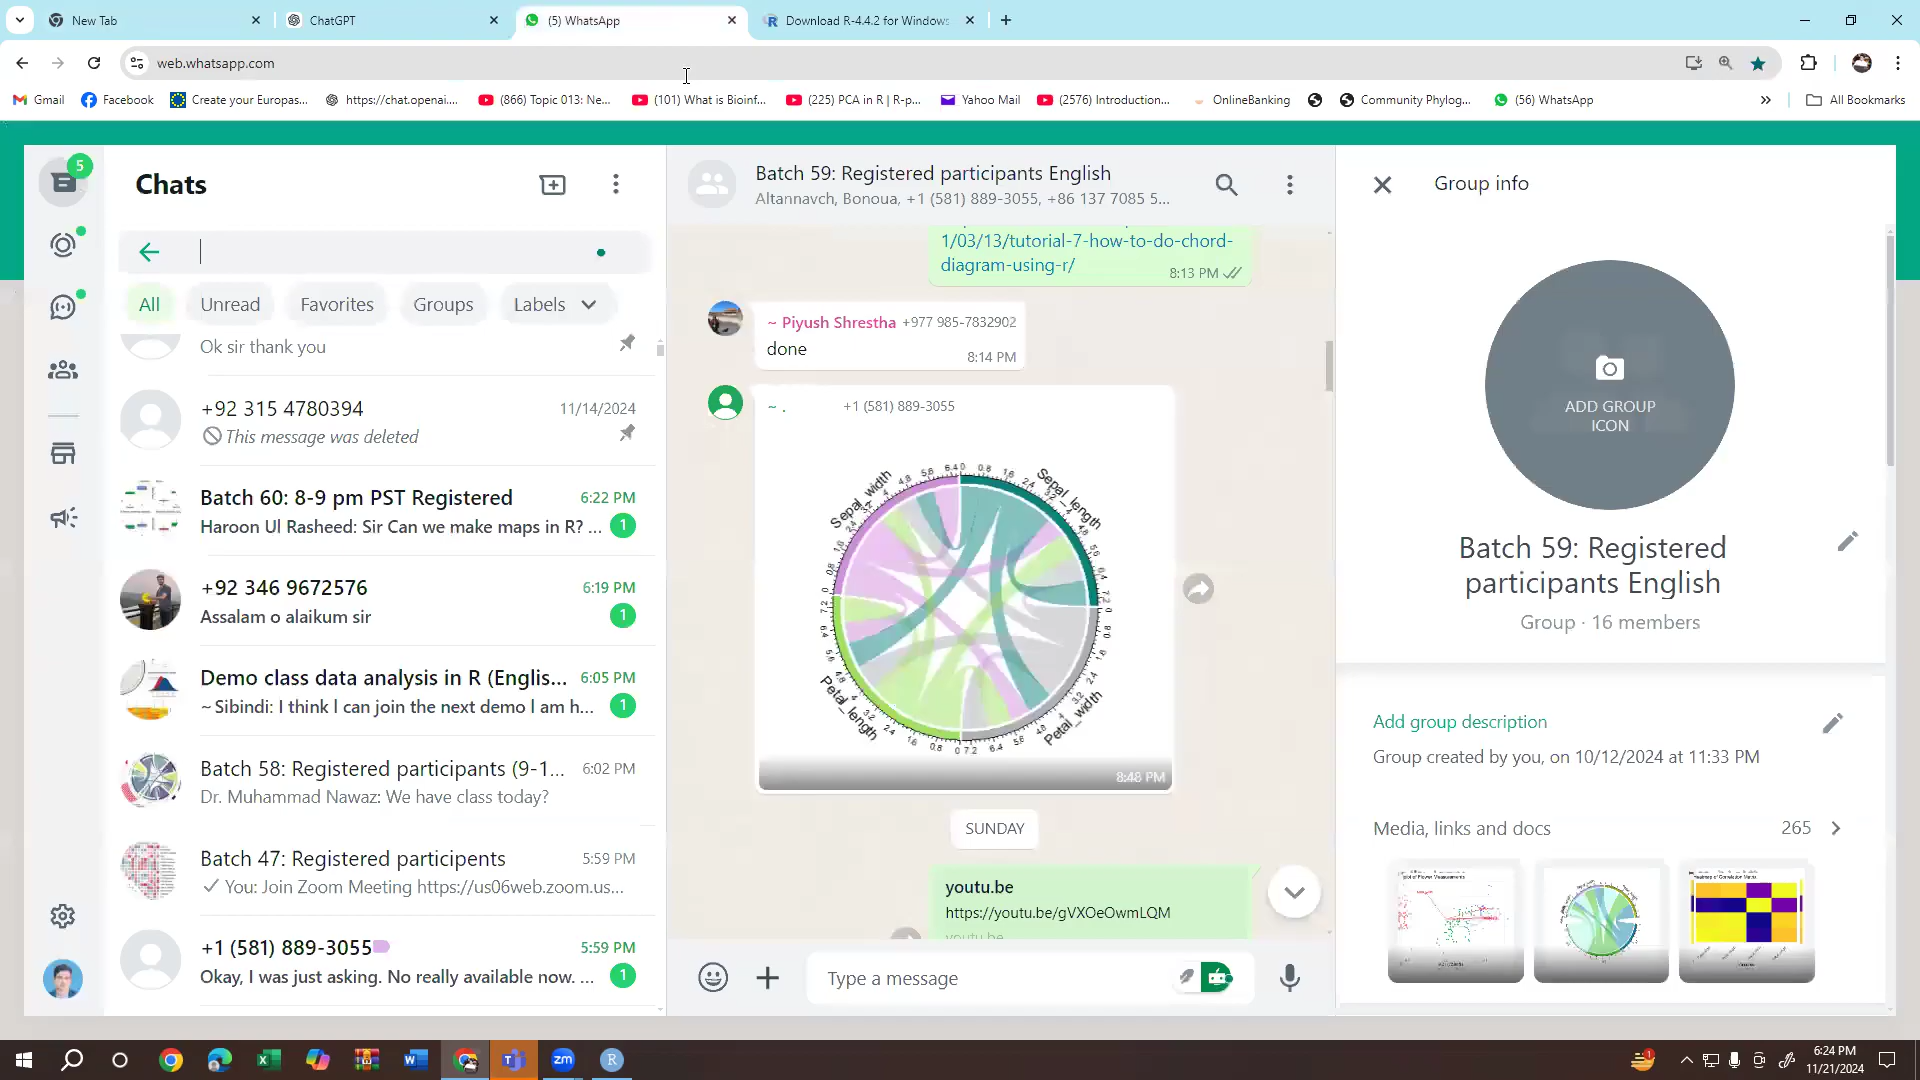 New Tab
ChatGPT
(5) WhatsApp
Download R-4.4.2 for Windows
web.whatsapp.com
Gmail
Facebook
Create your Europas...
https://chat.openai....
(866) Topic 013: Ne...
(101) What is Bioinf...
(225) PCA in R | R-p...
Yahoo Mail
(2576) Introduction...
OnlineBanking
Community Phylog...
(56) WhatsApp
All Bookmarks
5
Chats
All
Unread
Favorites
Groups
Labels
Ok sir thank you
+92 315 4780394
11/14/2024
This message was deleted
Batch 60: 8-9 pm PST Registered
6:22 PM
Haroon Ul Rasheed: Sir Can we make maps in R? ...
1
+92 346 9672576
6:19 PM
Assalam o alaikum sir
1
Demo class data analysis in R (Englis...
6:05 PM
~ Sibindi: I think I can join the next demo I am h...
1
Batch 58: Registered participants (9-1...
6:02 PM
Dr. Muhammad Nawaz: We have class today?
Batch 47: Registered participents
5:59 PM
You: Join Zoom Meeting https://us06web.zoom.us...
+1 (581) 889-3055
5:59 PM
Okay, I was just asking. No really available now. ...
1
Batch 59: Registered participants English
Altannavch, Bonoua, +1 (581) 889-3055, +86 137 7085 5...
1/03/13/tutorial-7-how-to-do-chord-
diagram-using-r/
8:13 PM
~ Piyush Shrestha +977 985-7832902
done
8:14 PM
~ .
+1 (581) 889-3055
Sepal_width
Sepal_length
Petal_length
Petal_width
8:48 PM
SUNDAY
youtu.be
https://youtu.be/gVXOeOwmLQM
youtu.be
Type a message
Group info
ADD GROUP
ICON
Batch 59: Registered
participants English
Group · 16 members
Add group description
Group created by you, on 10/12/2024 at 11:33 PM
Media, links and docs
265
plot of Flower Measurements
Heatmap of Correlation Matrix
6:24 PM
11/21/2024